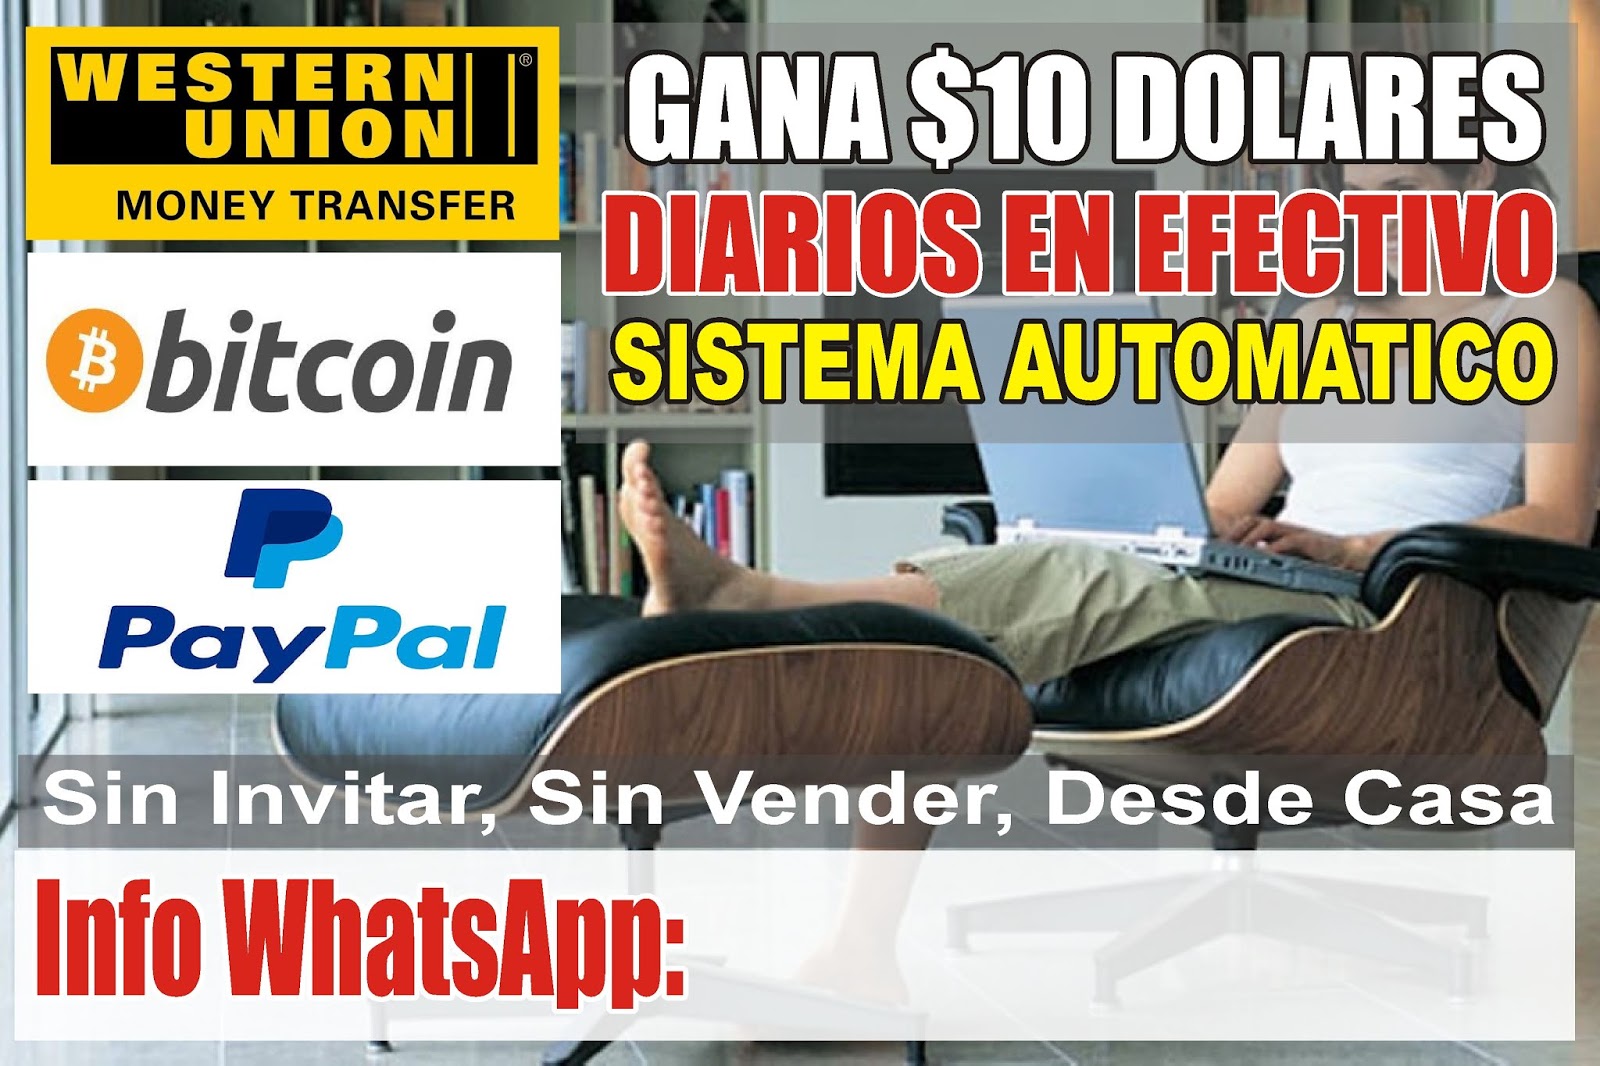 WESTERN
UNION
®
MONEY TRANSFER
bitcoin
PayPal
GANA $10 DOLARES
DIARIOS EN EFECTIVO
SISTEMA AUTOMATICO
Sin Invitar, Sin Vender, Desde Casa
Info WhatsApp: